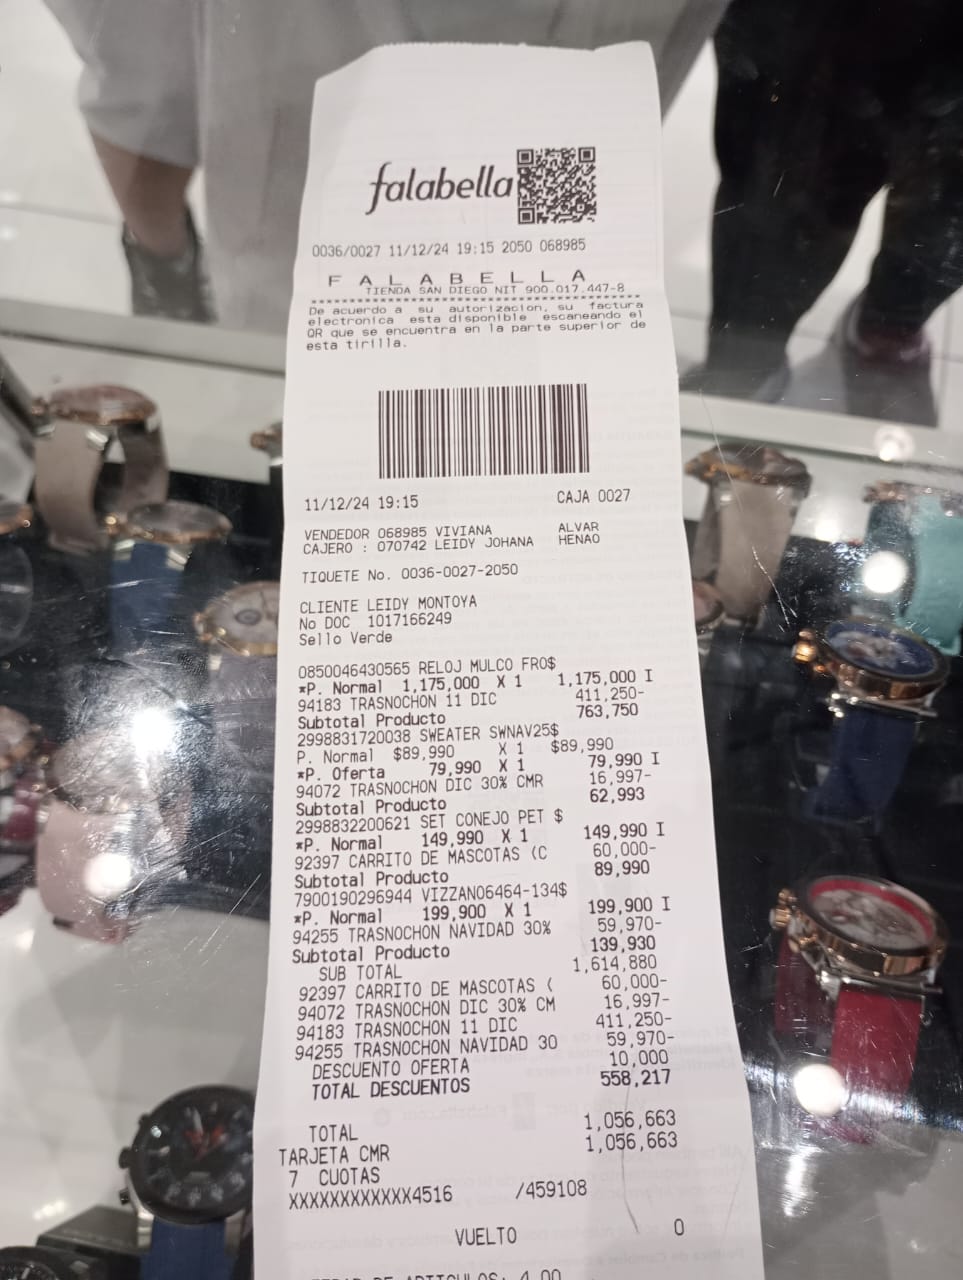 falabella
0036/0027 11/12/24 19:15 2050 068985
F A L A B E L L A
TIENDA SAN DIEGO NIT 900.017.447-8
De acuerdo a su autorizacion, su factura
electronica esta disponible escaneando el
QR que se encuentra en la parte superior de
esta tirilla.
11/12/24 19:15 CAJA 0027
VENDEDOR 068985 VIVIANA ALVAR
CAJERO : 070742 LEIDY JOHANA HENAO
TIQUETE No. 0036-0027-2050
CLIENTE LEIDY MONTOYA
No DOC 1017166249
Sello Verde
0850046430565 RELOJ MULCO FRO$
*P. Normal 1,175,000 X 1 1,175,000 I
94183 TRASNOCHON 11 DIC 411,250-
Subtotal Producto 763,750
2998831720038 SWEATER SWNAV25$
P. Normal $89,990 X 1 $89,990
*P. Oferta 79,990 X 1 79,990 I
94072 TRASNOCHON DIC 30% CMR 16,997-
Subtotal Producto 62,993
2998832200621 SET CONEJO PET $
*P. Normal 149,990 X 1 149,990 I
92397 CARRITO DE MASCOTAS (C 60,000-
Subtotal Producto 89,990
7900190296944 VIZZANO6464-134$
*P. Normal 199,900 X 1 199,900 I
94255 TRASNOCHON NAVIDAD 30% 59,970-
Subtotal Producto 139,930
SUB TOTAL 1,614,880
92397 CARRITO DE MASCOTAS ( 60,000-
94072 TRASNOCHON DIC 30% CM 16,997-
94183 TRASNOCHON 11 DIC 411,250-
94255 TRASNOCHON NAVIDAD 30 59,970-
DESCUENTO OFERTA 10,000
TOTAL DESCUENTOS 558,217
TOTAL 1,056,663
TARJETA CMR 1,056,663
7 CUOTAS
XXXXXXXXXXXX4516 /459108
VUELTO 0
DE ARTICULOS: 4.00